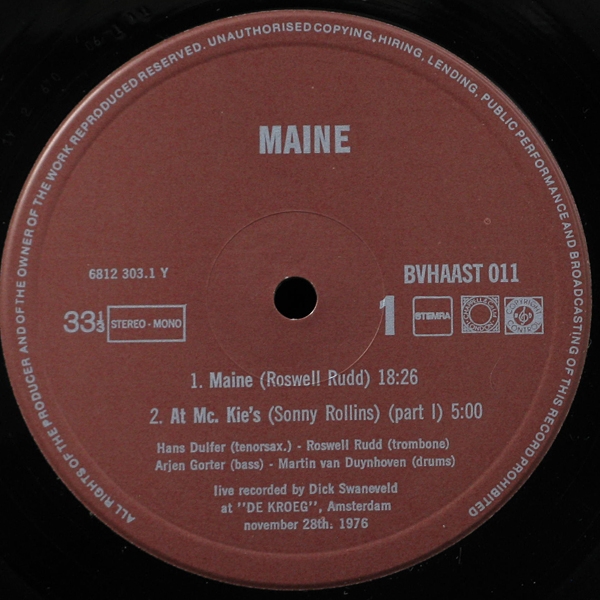 ALL RIGHTS OF THE PRODUCER AND OF THE OWNER OF THE WORK REPRODUCED RESERVED. UNAUTHORISED COPYING, HIRING, LENDING, PUBLIC PERFORMANCE AND BROADCASTING OF THIS RECORD PROHIBITED
MAINE
6812 303.1 Y
BVHAAST 011
33⅓ STEREO - MONO
1 STEMRA
COPYRIGHT CONTROL
1. Maine (Roswell Rudd) 18:26
2. At Mc. Kie's (Sonny Rollins) (part I) 5:00
Hans Dulfer (tenorsax.) - Roswell Rudd (trombone)
Arjen Gorter (bass) - Martin van Duynhoven (drums)
live recorded by Dick Swaneveld
at "DE KROEG", Amsterdam
november 28th. 1976